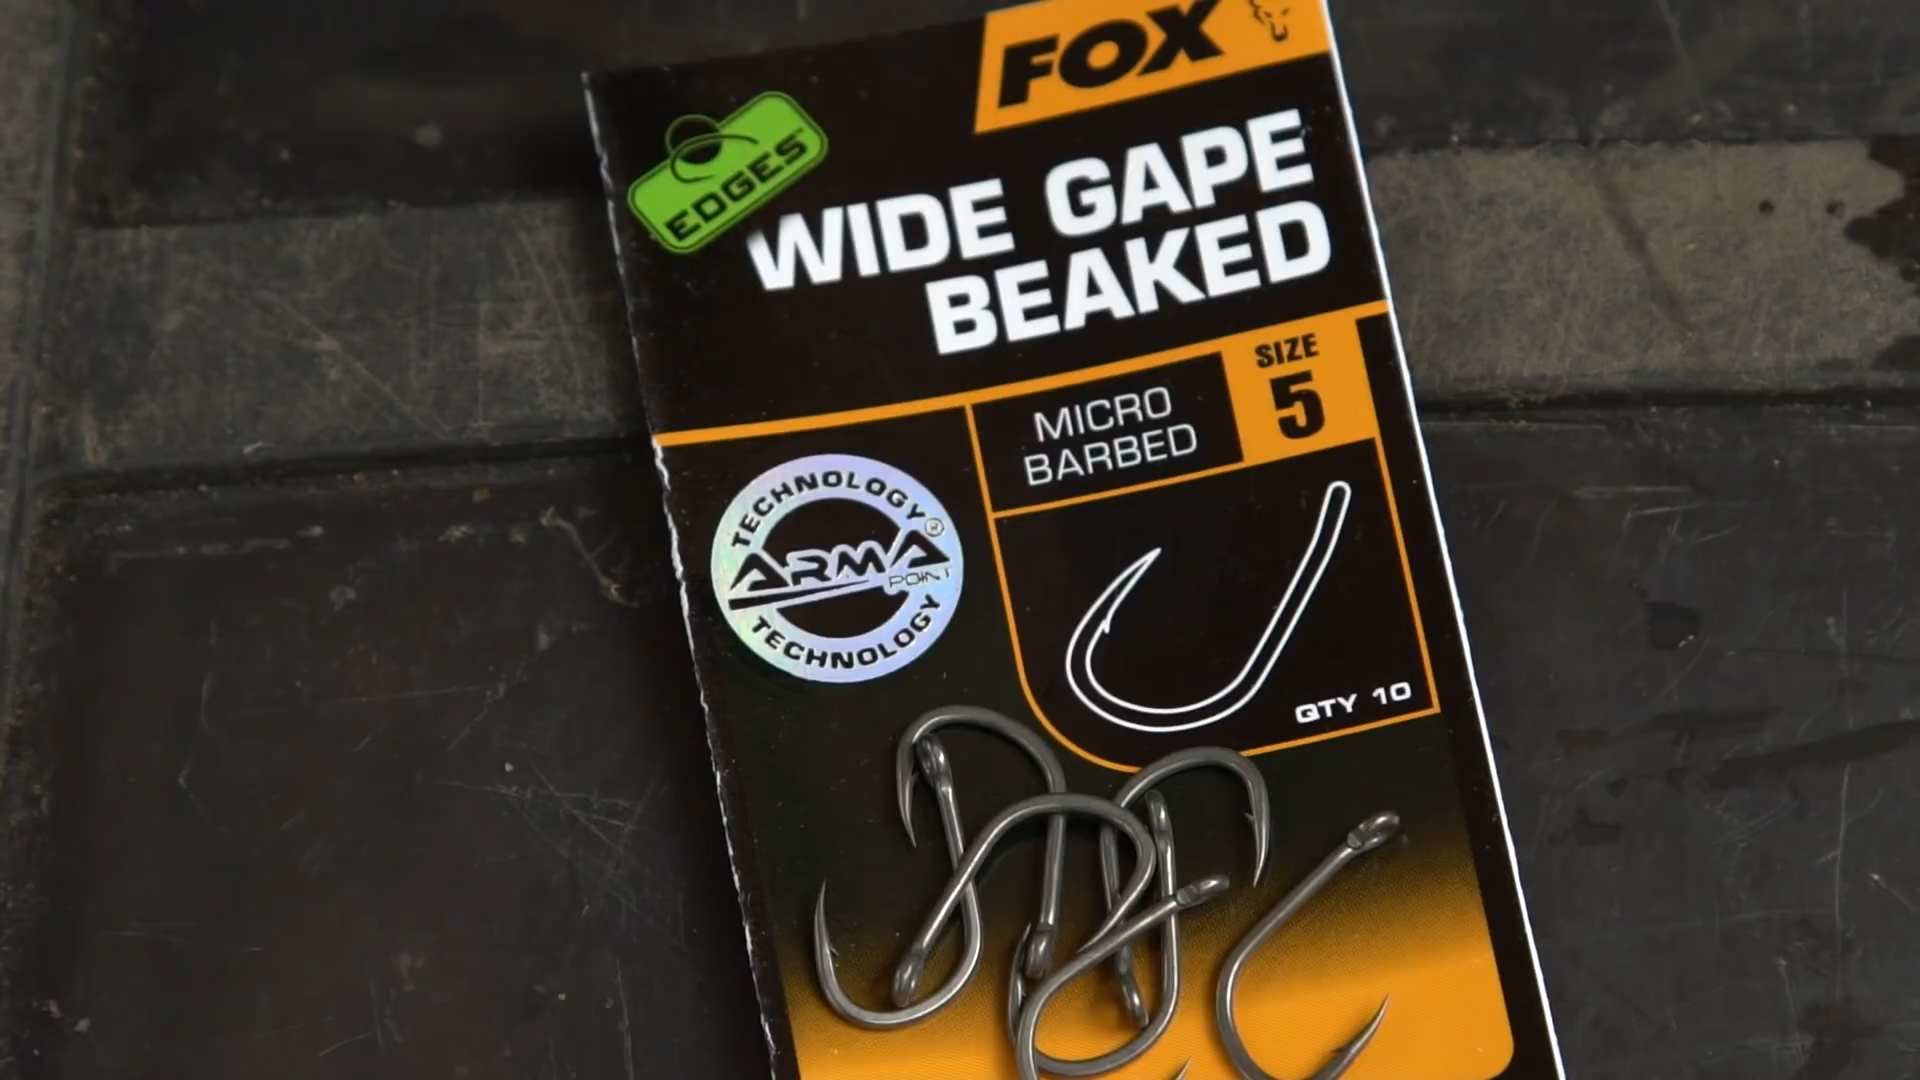 FOX
EDGES
WIDE GAPE
BEAKED
SIZE
5
MICRO
BARBED
TECHNOLOGY
ARMA
POINT
®
TECHNOLOGY
QTY 10